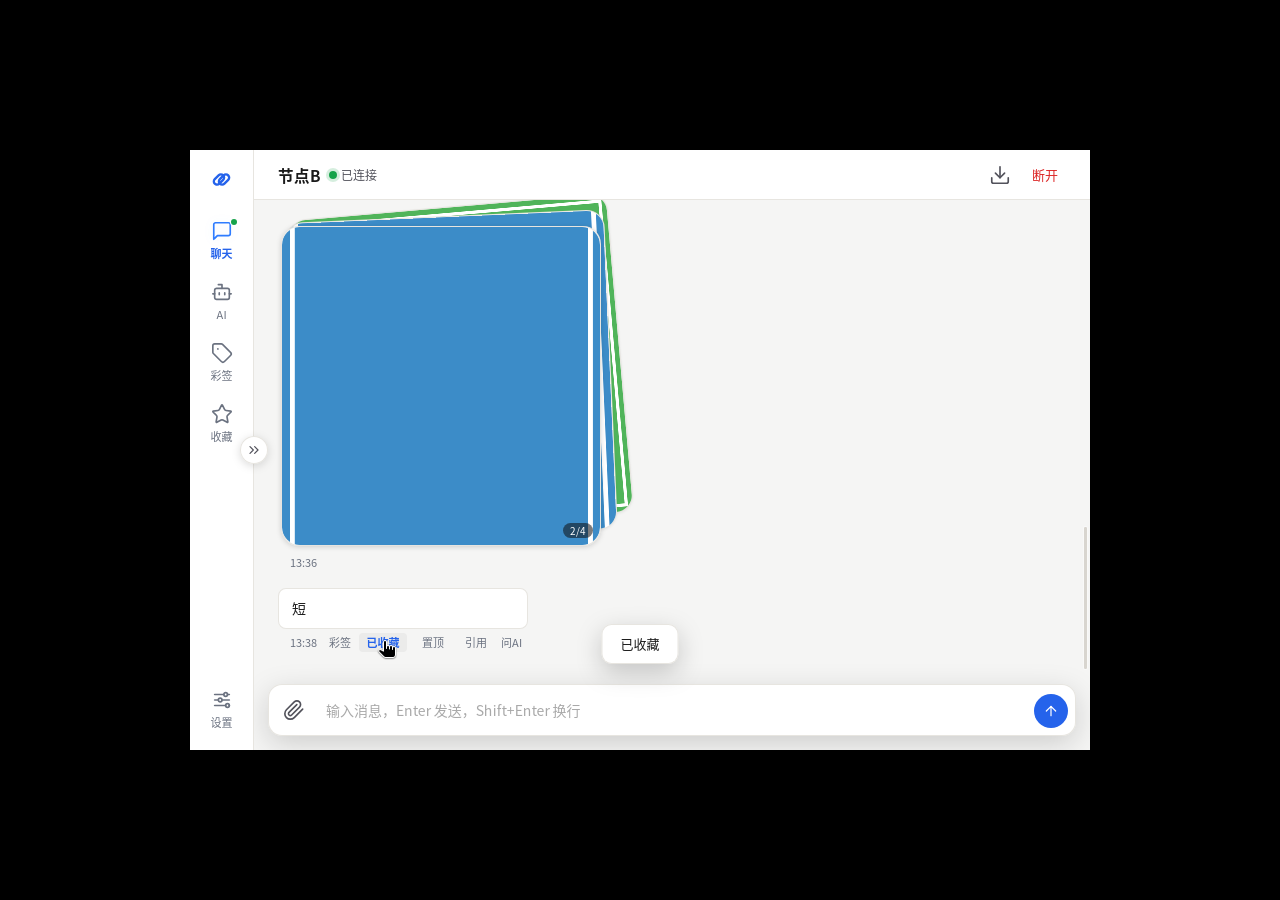 节点B 已连接 断开
聊天
AI
彩签
收藏
2/4
13:36
短
13:38 彩签 已收藏 置顶 引用 问AI
已收藏
输入消息，Enter 发送，Shift+Enter 换行
设置